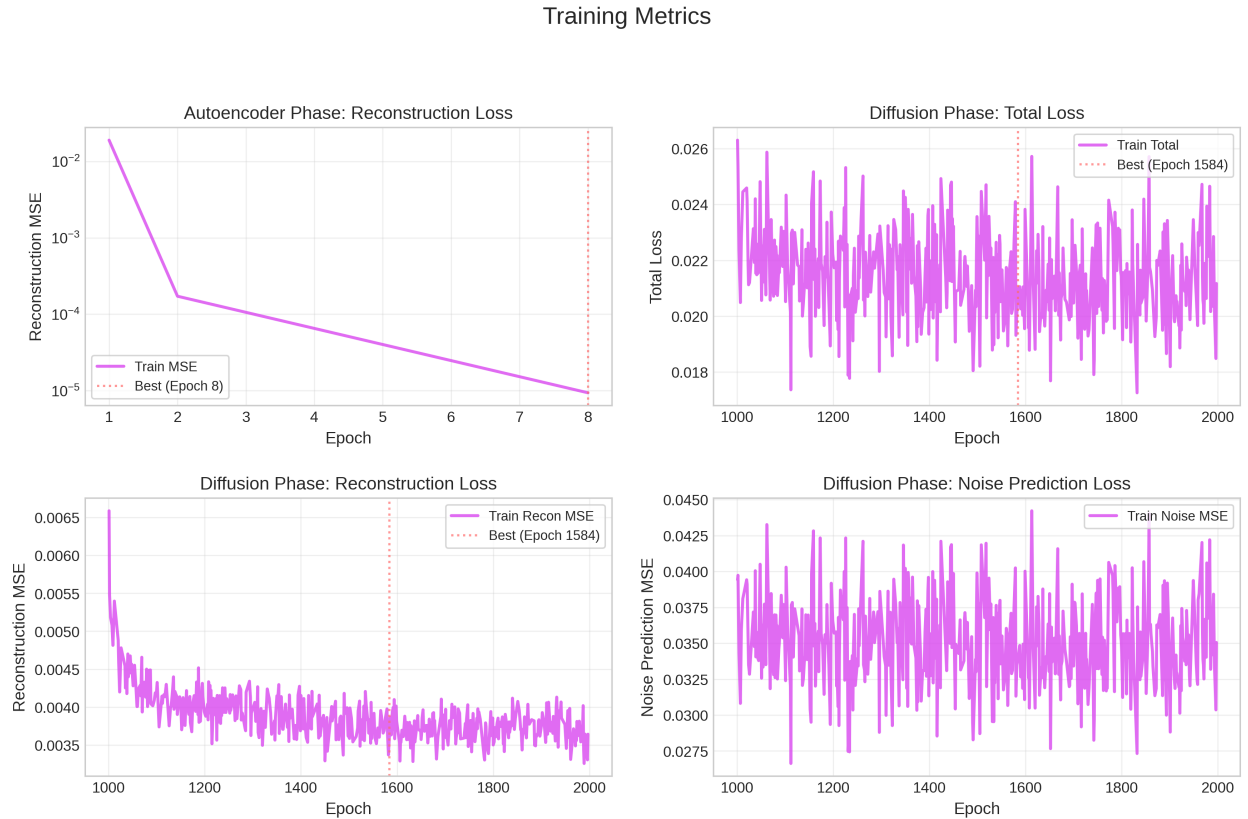 Training Metrics
Autoencoder Phase: Reconstruction Loss
Reconstruction MSE
10⁻²
10⁻³
10⁻⁴
10⁻⁵
Train MSE
Best (Epoch 8)
1 2 3 4 5 6 7 8
Epoch
Diffusion Phase: Total Loss
Total Loss
0.026
0.024
0.022
0.020
0.018
Train Total
Best (Epoch 1584)
1000 1200 1400 1600 1800 2000
Epoch
Diffusion Phase: Reconstruction Loss
Reconstruction MSE
0.0065
0.0060
0.0055
0.0050
0.0045
0.0040
0.0035
Train Recon MSE
Best (Epoch 1584)
1000 1200 1400 1600 1800 2000
Epoch
Diffusion Phase: Noise Prediction Loss
Noise Prediction MSE
0.0450
0.0425
0.0400
0.0375
0.0350
0.0325
0.0300
0.0275
Train Noise MSE
1000 1200 1400 1600 1800 2000
Epoch